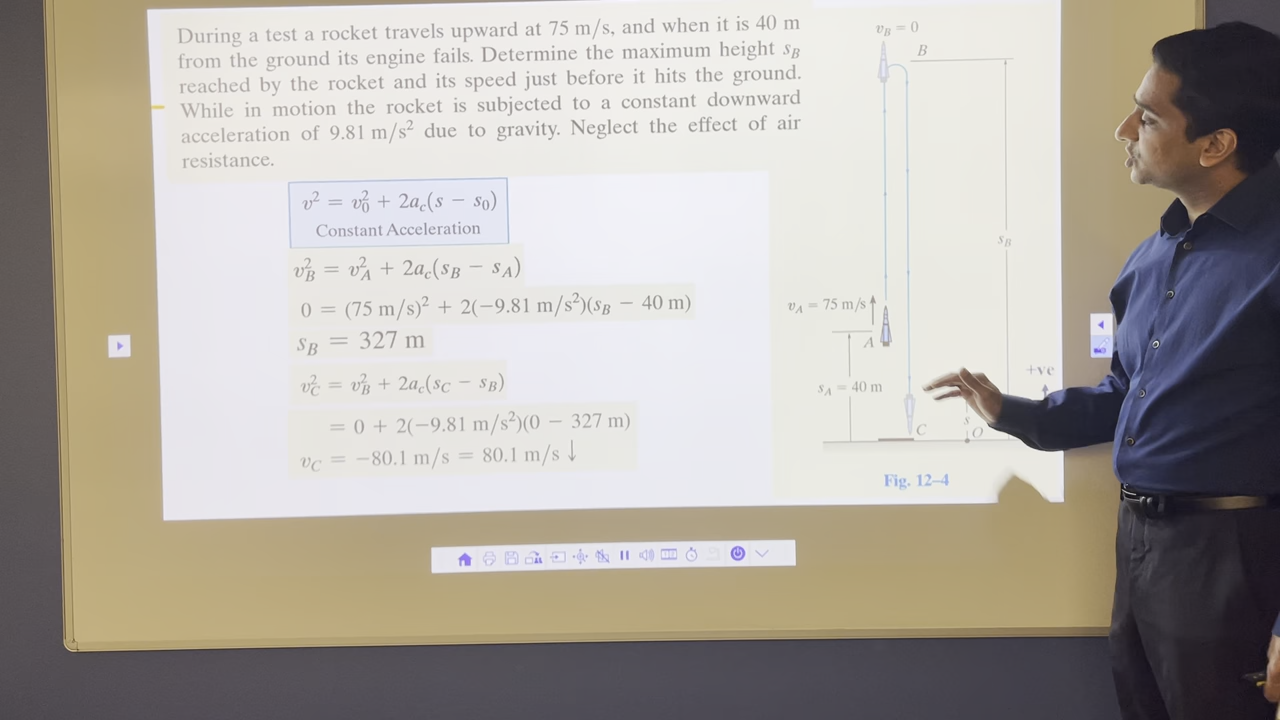 During a test a rocket travels upward at 75 m/s, and when it is 40 m
from the ground its engine fails. Determine the maximum height s_B
reached by the rocket and its speed just before it hits the ground.
While in motion the rocket is subjected to a constant downward
acceleration of 9.81 m/s² due to gravity. Neglect the effect of air
resistance.
v² = v₀² + 2a_c(s − s₀)
Constant Acceleration
v_B² = v_A² + 2a_c(s_B − s_A)
0 = (75 m/s)² + 2(−9.81 m/s²)(s_B − 40 m)
s_B = 327 m
v_C² = v_B² + 2a_c(s_C − s_B)
= 0 + 2(−9.81 m/s²)(0 − 327 m)
v_C = −80.1 m/s = 80.1 m/s ↓
v_B = 0
B
s_B
v_A = 75 m/s
A
+ve
s_A = 40 m
s
C
O
Fig. 12–4